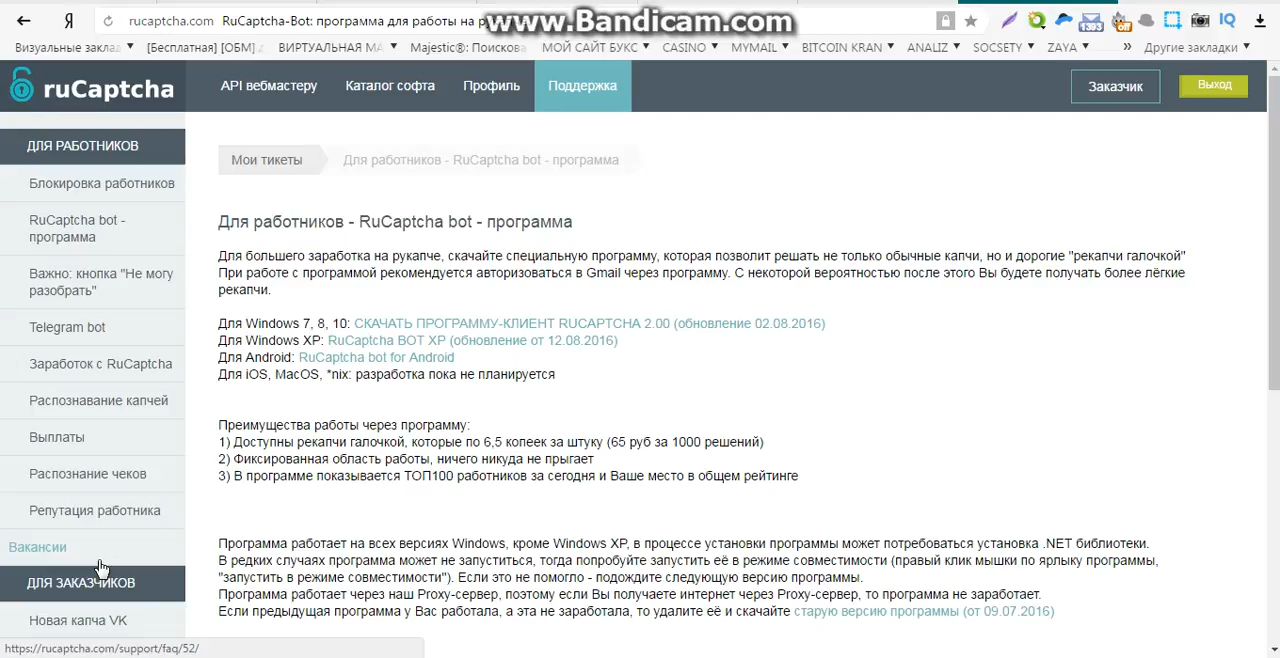 rucaptcha.com RuCaptcha-Bot: программа для работы на
www.Bandicam.com
1393
off
IQ
Визуальные заклад
[Бесплатная] [ОБМ]
ВИРТУАЛЬНАЯ МА
Majestic®: Поискова
МОЙ САЙТ БУКС
CASINO
MYMAIL
BITCOIN KRAN
ANALIZ
SOCSETY
ZAYA
» Другие закладки
ruCaptcha
API вебмастеру
Каталог софта
Профиль
Поддержка
Заказчик
Выход
ДЛЯ РАБОТНИКОВ
Блокировка работников
RuCaptcha bot -
программа
Важно: кнопка "Не могу
разобрать"
Telegram bot
Заработок с RuCaptcha
Распознавание капчей
Выплаты
Распознание чеков
Репутация работника
Вакансии
ДЛЯ ЗАКАЗЧИКОВ
Новая капча VK
https://rucaptcha.com/support/faq/52/
Мои тикеты
Для работников - RuCaptcha bot - программа
Для работников - RuCaptcha bot - программа
Для большего заработка на рукапче, скачайте специальную программу, которая позволит решать не только обычные капчи, но и дорогие "рекапчи галочкой"
При работе с программой рекомендуется авторизоваться в Gmail через программу. С некоторой вероятностью после этого Вы будете получать более лёгкие
рекапчи.
Для Windows 7, 8, 10: СКАЧАТЬ ПРОГРАММУ-КЛИЕНТ RUCAPTCHA 2.00 (обновление 02.08.2016)
Для Windows XP: RuCaptcha BOT XP (обновление от 12.08.2016)
Для Android: RuCaptcha bot for Android
Для iOS, MacOS, *nix: разработка пока не планируется
Преимущества работы через программу:
1) Доступны рекапчи галочкой, которые по 6,5 копеек за штуку (65 руб за 1000 решений)
2) Фиксированная область работы, ничего никуда не прыгает
3) В программе показывается ТОП100 работников за сегодня и Ваше место в общем рейтинге
Программа работает на всех версиях Windows, кроме Windows XP, в процессе установки программы может потребоваться установка .NET библиотеки.
В редких случаях программа может не запуститься, тогда попробуйте запустить её в режиме совместимости (правый клик мышки по ярлыку программы,
"запустить в режиме совместимости"). Если это не помогло - подождите следующую версию программы.
Программа работает через наш Proxy-сервер, поэтому если Вы получаете интернет через Proxy-сервер, то программа не заработает.
Если предыдущая программа у Вас работала, а эта не заработала, то удалите её и скачайте старую версию программы (от 09.07.2016)